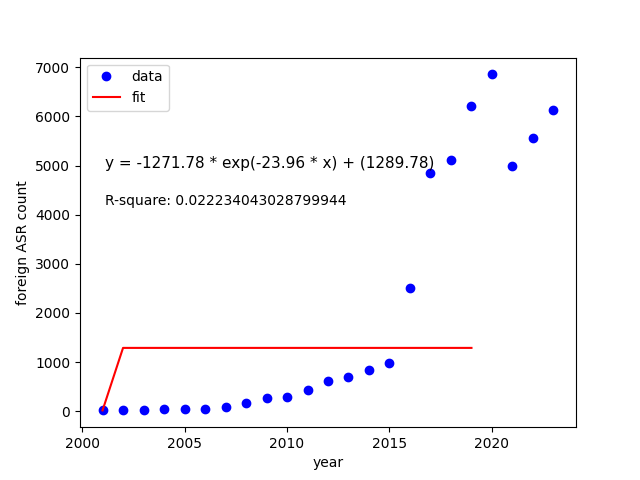 7000
6000
5000
4000
3000
2000
1000
0
foreign ASR count
data
fit
y = -1271.78 * exp(-23.96 * x) + (1289.78)
R-square: 0.022234043028799944
2000
2005
2010
2015
2020
year